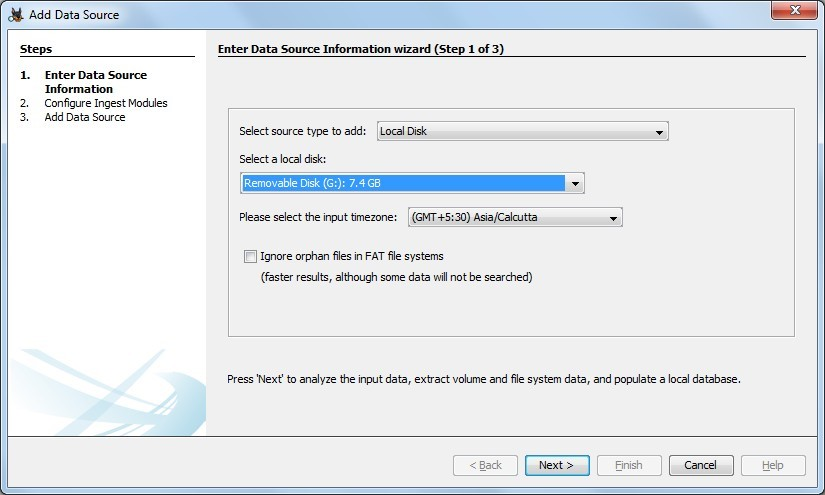 Add Data Source
Steps
1. Enter Data Source
Information
2. Configure Ingest Modules
3. Add Data Source
Enter Data Source Information wizard (Step 1 of 3)
Select source type to add: Local Disk
Select a local disk:
Removable Disk (G:): 7.4 GB
Please select the input timezone: (GMT+5:30) Asia/Calcutta
Ignore orphan files in FAT file systems
(faster results, although some data will not be searched)
Press 'Next' to analyze the input data, extract volume and file system data, and populate a local database.
< Back Next > Finish Cancel Help